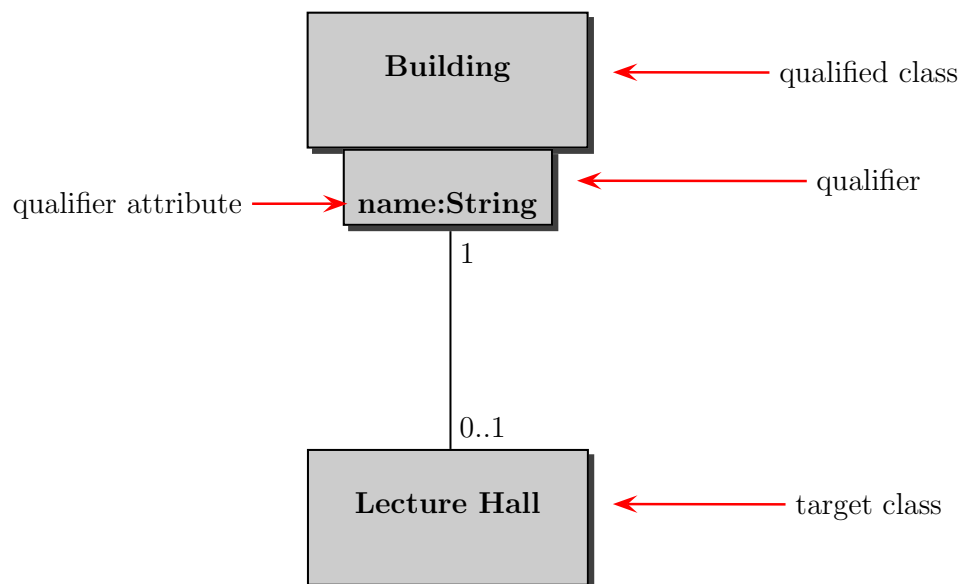 Building
qualified class
qualifier
qualifier attribute
name:String
1
0..1
Lecture Hall
target class